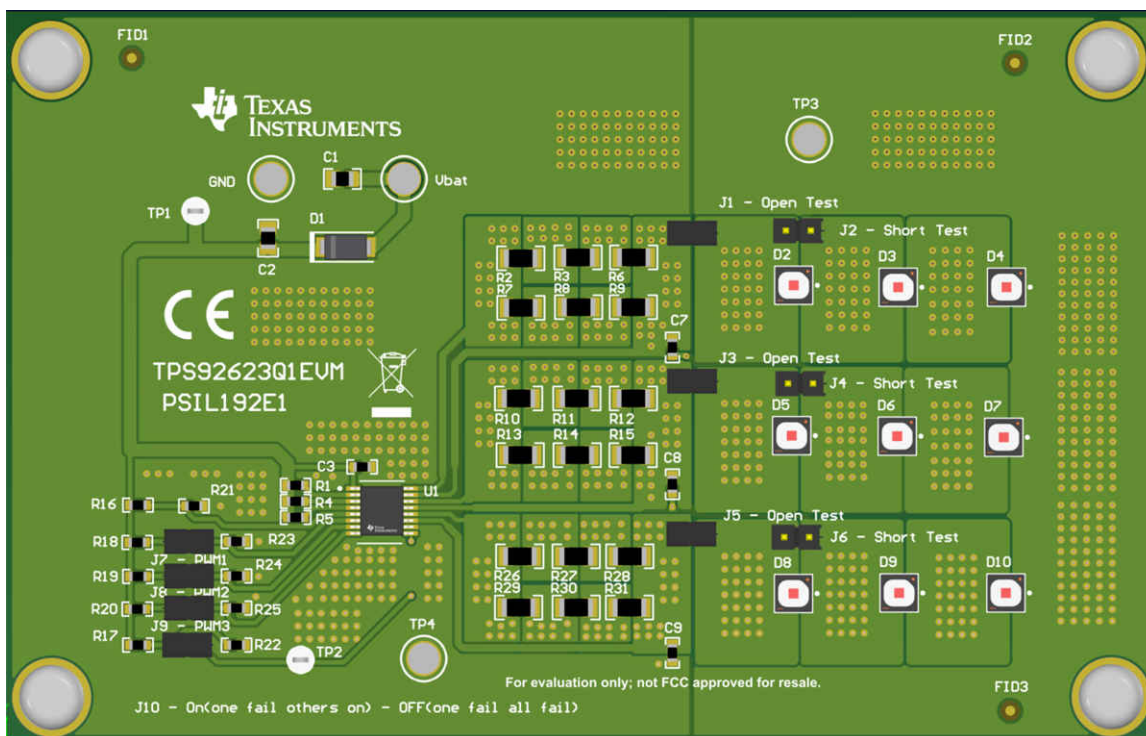 FID1
FID2
TEXAS
INSTRUMENTS
TP3
C1
GND
Vbat
TP1
D1
C2
J1 - Open Test
J2 - Short Test
R2
R3
R6
R7
R8
R9
D2
D3
D4
CE
C7
TPS92623Q1EVM
PSIL192E1
J3 - Open Test
J4 - Short Test
R10
R11
R12
R13
R14
R15
D5
D6
D7
C3
C8
R21
R1
U1
R16
R4
R5
TEXAS
INSTRUMENTS
J5 - Open Test
J6 - Short Test
R18
R23
J7 - PWM1
R19
R24
J8 - PWM2
R20
R25
J9 - PWM3
R17
R22
R26
R27
R28
R29
R30
R31
D8
D9
D10
TP4
C9
TP2
For evaluation only; not FCC approved for resale.
FID3
J10 - On(one fail others on) - OFF(one fail all fail)